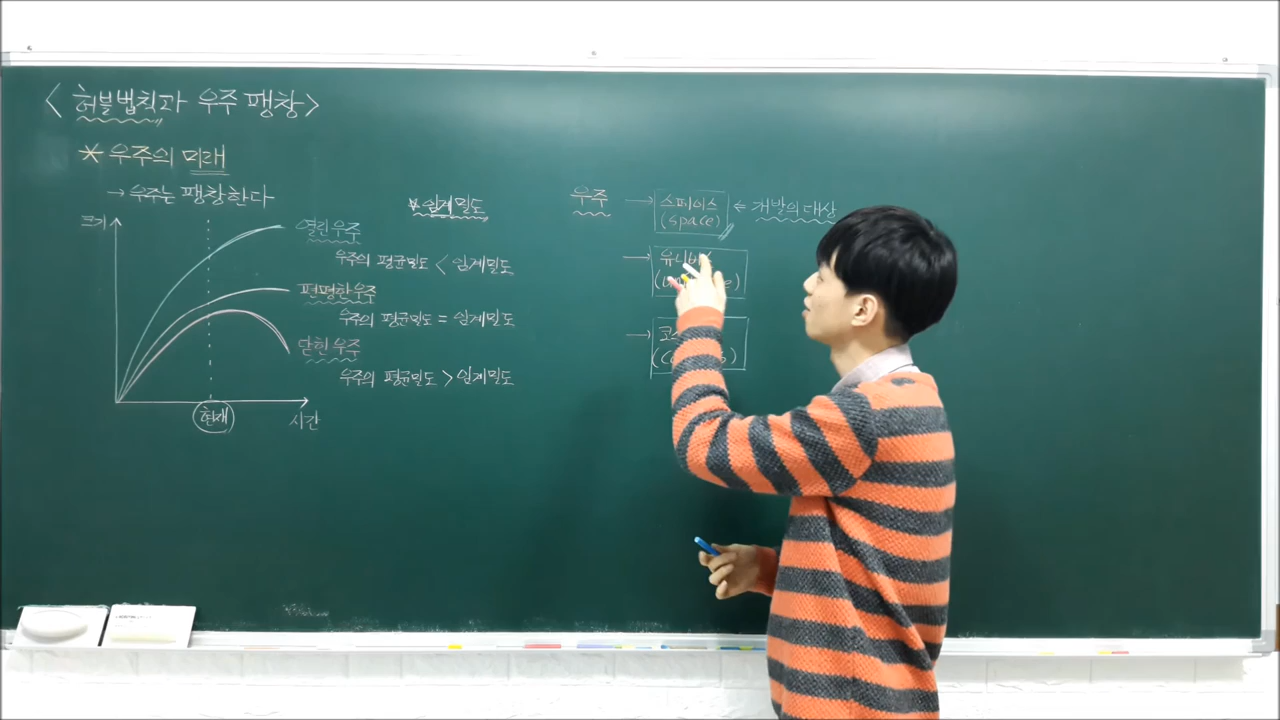 <허블법칙과 우주 팽창>
* 우주의 미래
→ 우주는 팽창한다
크기
열린우주
우주의 평균밀도 < 임계밀도
편평한 우주
우주의 평균밀도 = 임계밀도
닫힌 우주
우주의 평균밀도 > 임계밀도
현재
시간
* 임계밀도
우주 → 스페이스 ⇐ 개발의 대상
(space)
→
→